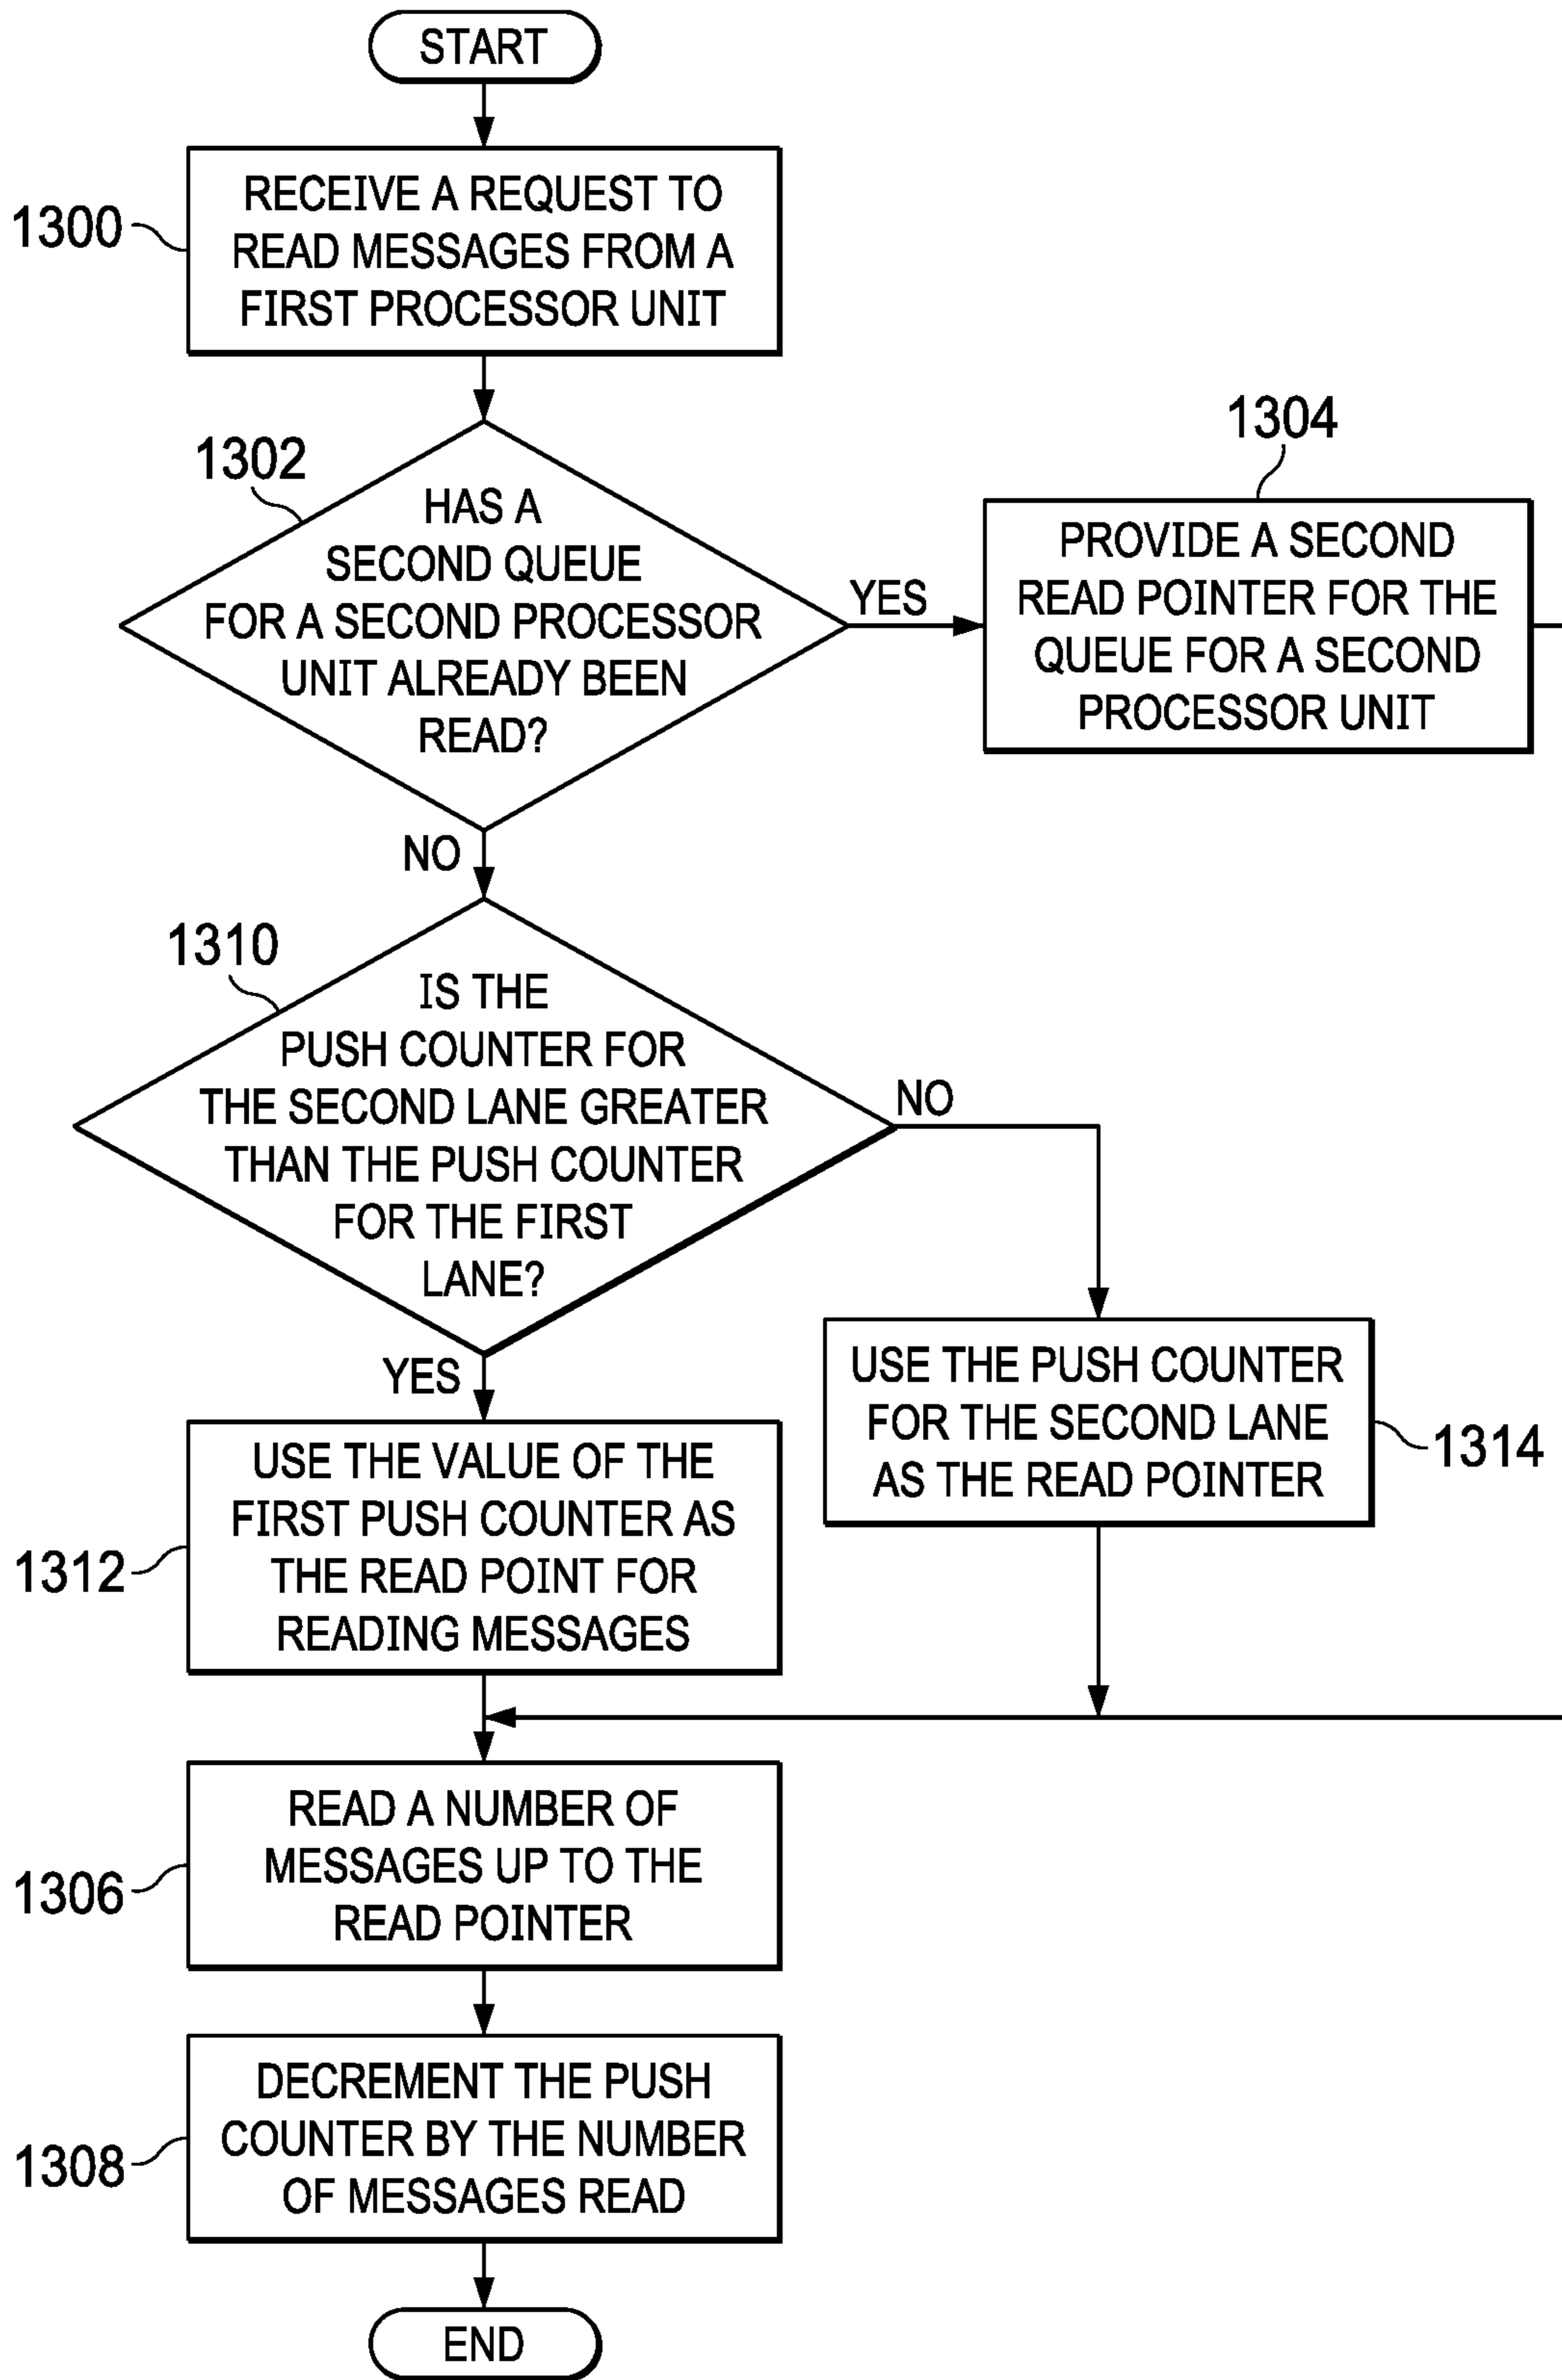 START
1300
RECEIVE A REQUEST TO
READ MESSAGES FROM A
FIRST PROCESSOR UNIT
1302
HAS A
SECOND QUEUE
FOR A SECOND PROCESSOR
UNIT ALREADY BEEN
READ?
YES
1304
PROVIDE A SECOND
READ POINTER FOR THE
QUEUE FOR A SECOND
PROCESSOR UNIT
NO
1310
IS THE
PUSH COUNTER FOR
THE SECOND LANE GREATER
THAN THE PUSH COUNTER
FOR THE FIRST
LANE?
NO
YES
USE THE PUSH COUNTER
FOR THE SECOND LANE
AS THE READ POINTER
1314
1312
USE THE VALUE OF THE
FIRST PUSH COUNTER AS
THE READ POINT FOR
READING MESSAGES
1306
READ A NUMBER OF
MESSAGES UP TO THE
READ POINTER
1308
DECREMENT THE PUSH
COUNTER BY THE NUMBER
OF MESSAGES READ
END